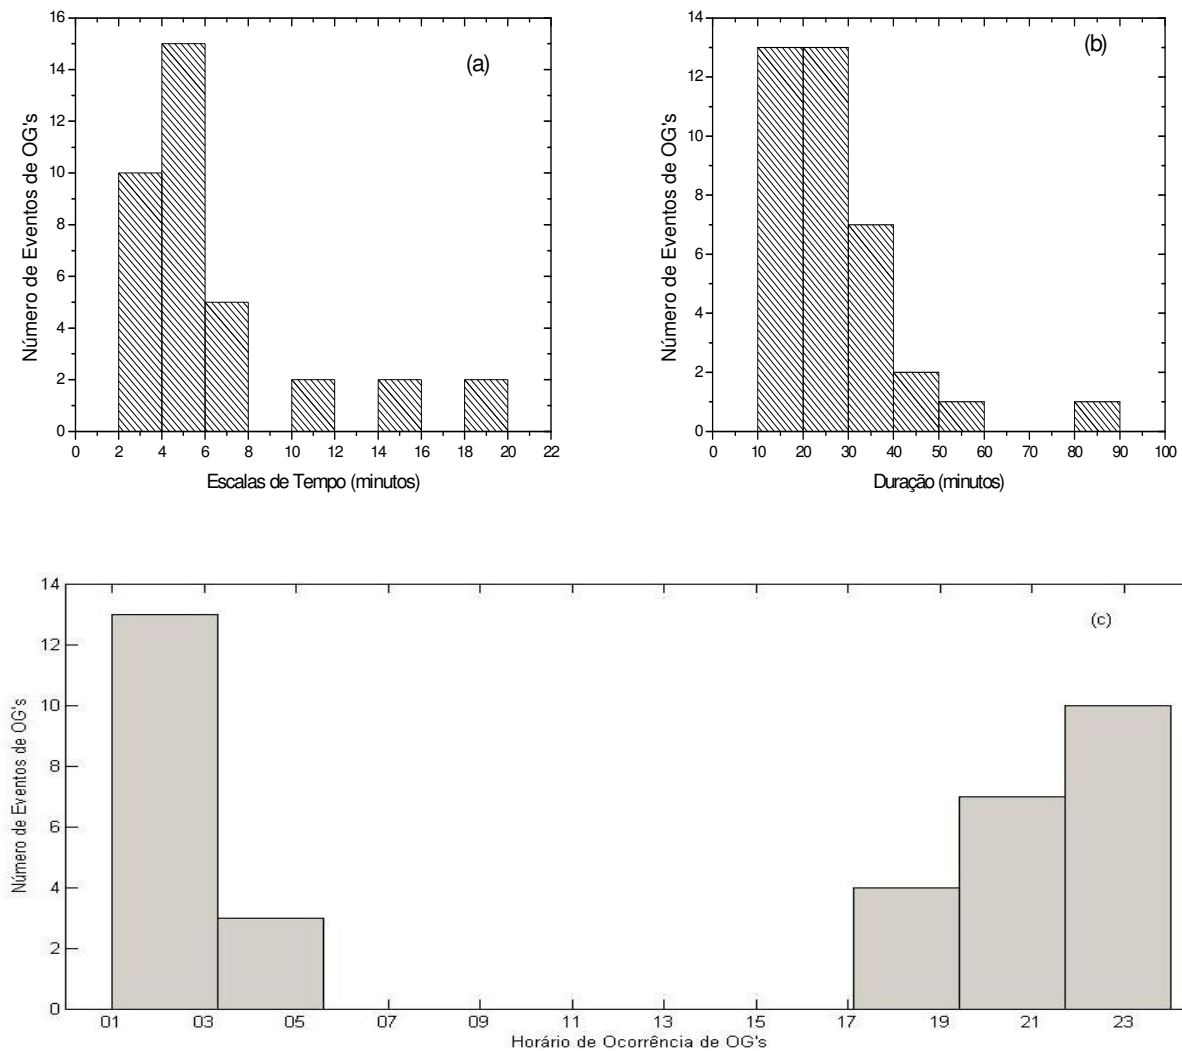 16
14
12
10
8
6
4
2
0
Número de Eventos de OG's
(a)
0 2 4 6 8 10 12 14 16 18 20 22
Escalas de Tempo (minutos)
14
12
10
8
6
4
2
0
Número de Eventos de OG's
(b)
0 10 20 30 40 50 60 70 80 90 100
Duração (minutos)
14
12
10
8
6
4
2
0
Número de Eventos de OG's
(c)
01 03 05 07 09 11 13 15 17 19 21 23
Horário de Ocorrência de OG's